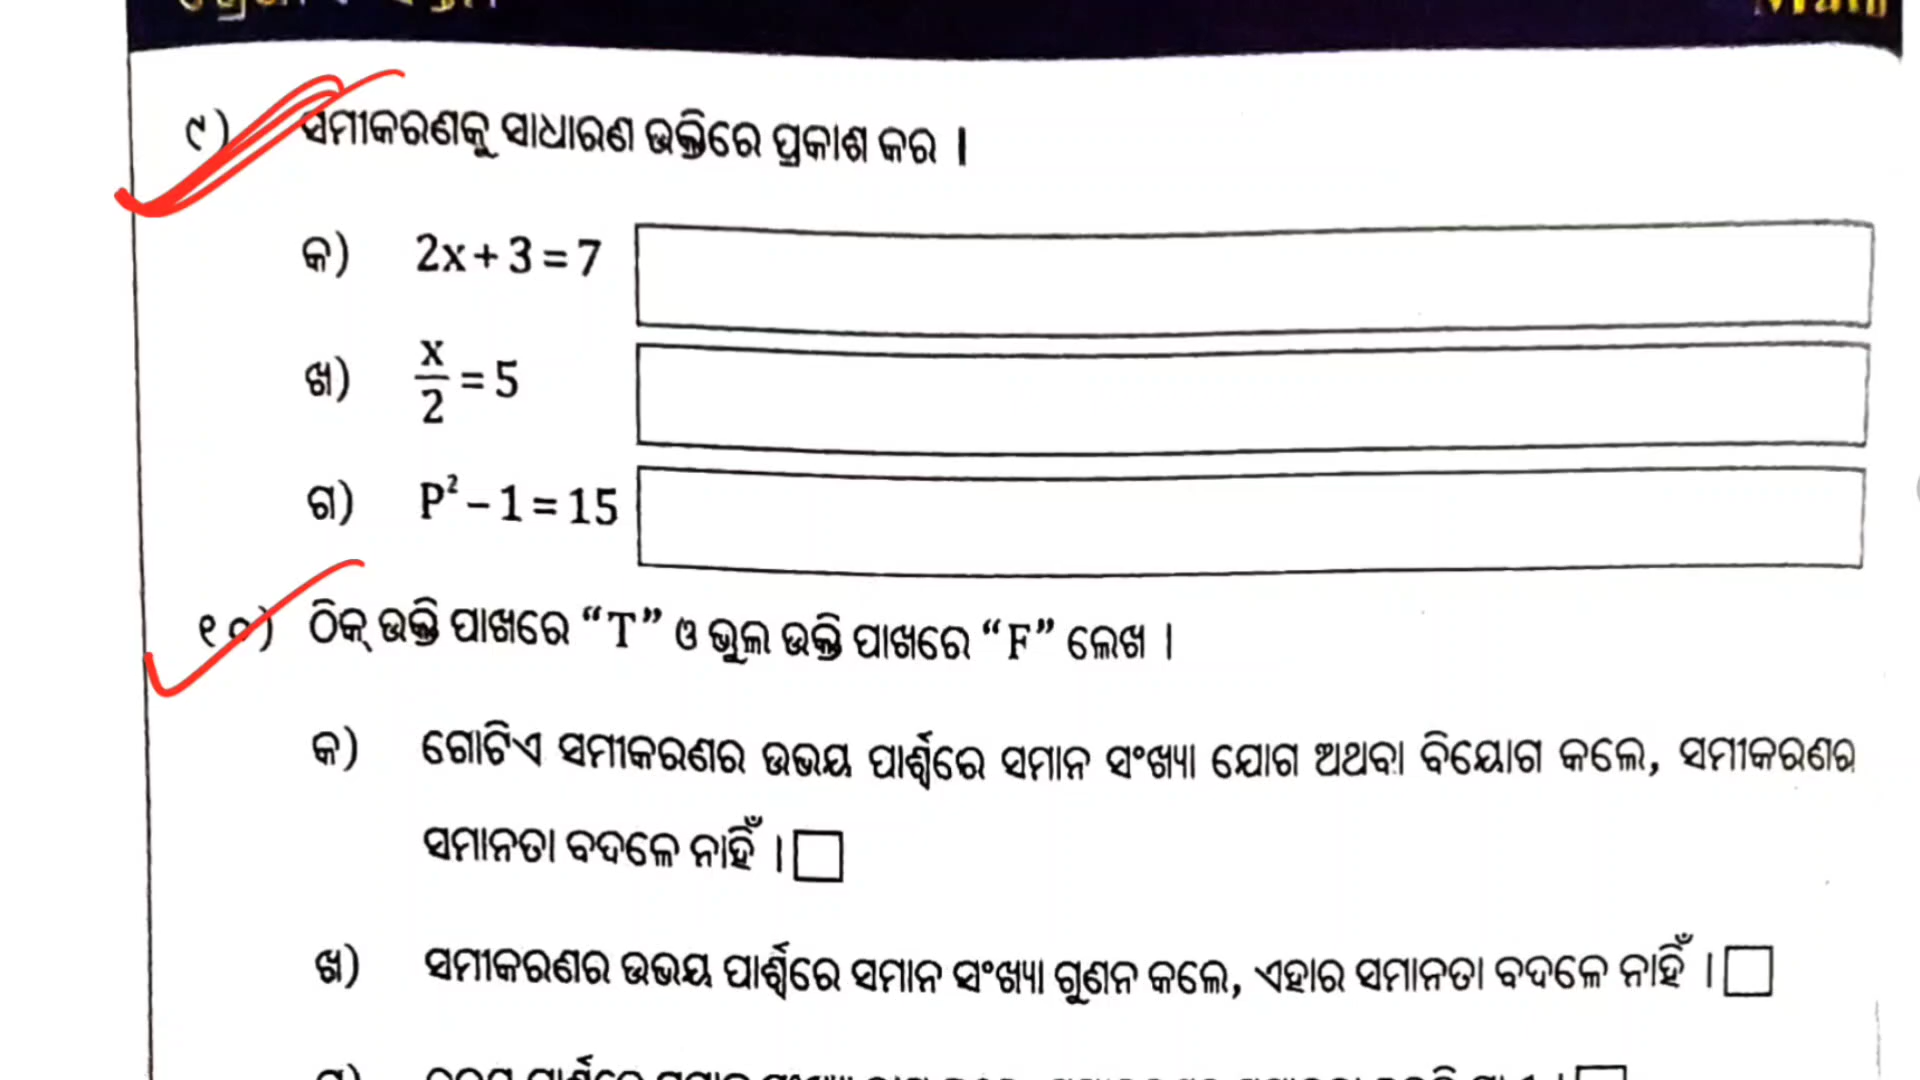 ୯) ସମୀକରଣକୁ ସାଧାରଣ ଉକ୍ତିରେ ପ୍ରକାଶ କର ।
କ) 2x+3=7
ଖ) x/2 = 5
ଗ) P²-1=15
୧୦) ଠିକ୍ ଉକ୍ତି ପାଖରେ “T” ଓ ଭୁଲ ଉକ୍ତି ପାଖରେ “F” ଲେଖ ।
କ) ଗୋଟିଏ ସମୀକରଣର ଉଭୟ ପାର୍ଶ୍ୱରେ ସମାନ ସଂଖ୍ୟା ଯୋଗ ଅଥବା ବିୟୋଗ କଲେ, ସମୀକରଣର
ସମାନତା ବଦଳେ ନାହିଁ ।
ଖ) ସମୀକରଣର ଉଭୟ ପାର୍ଶ୍ୱରେ ସମାନ ସଂଖ୍ୟା ଗୁଣନ କଲେ, ଏହାର ସମାନତା ବଦଳେ ନାହିଁ ।